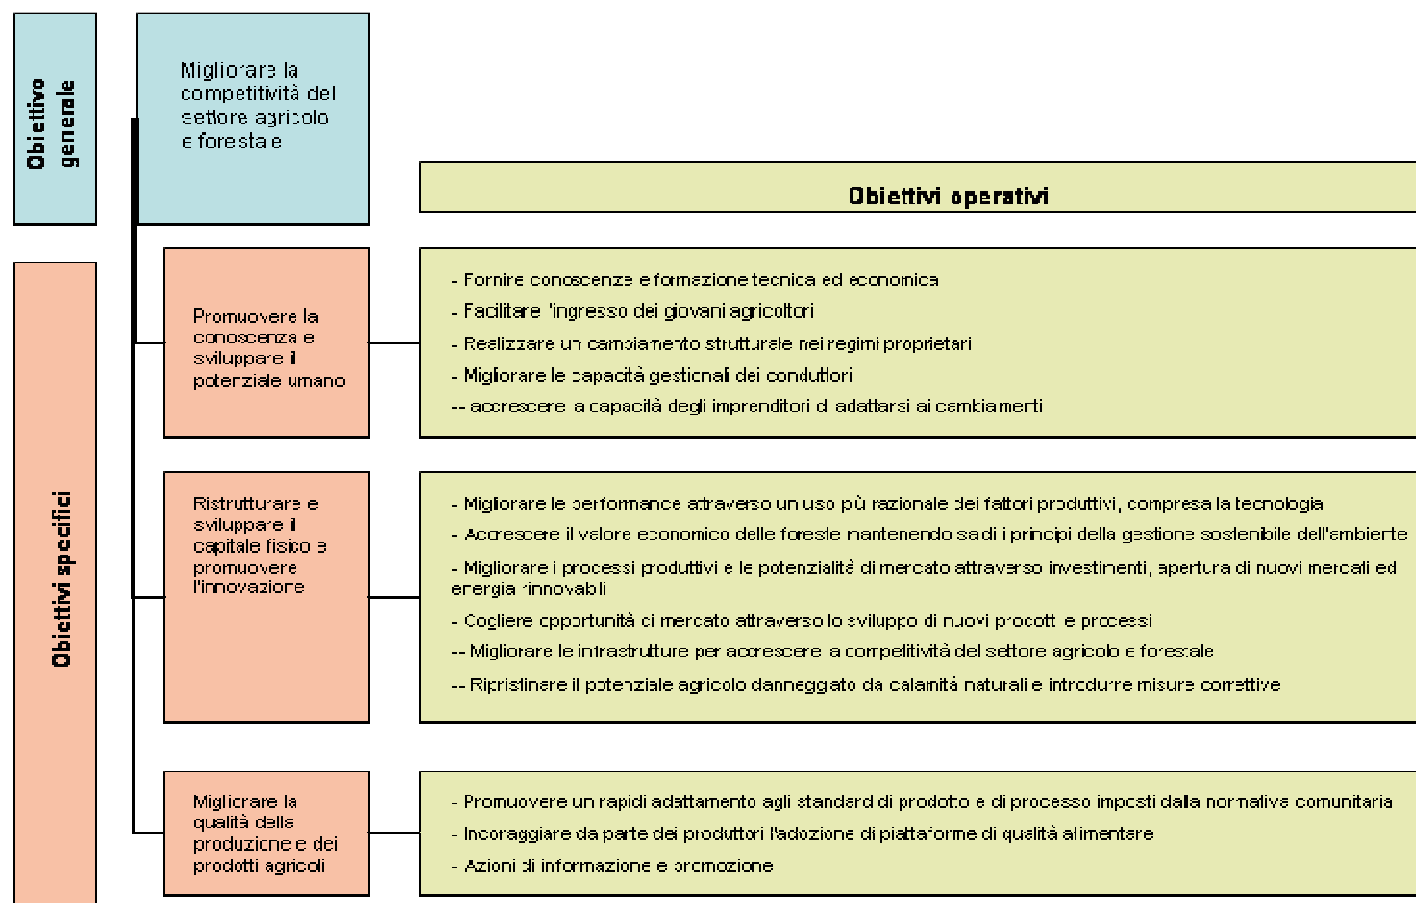 Obiettivo
generale
Migliorare la
competitività del
settore agricolo
e forestale
Obiettivi operativi
Obiettivi specifici
Promuovere la
conoscenza e
sviluppare il
potenziale umano
- Fornire conoscenze e formazione tecnica ed economica
- Facilitare l'ingresso dei giovani agricoltori
- Realizzare un cambiamento strutturale nei regimi proprietari
- Migliorare le capacità gestionali dei conduttori
-- accrescere la capacità degli imprenditori di adattarsi ai cambiamenti
Ristrutturare e
sviluppare il
capitale fisico e
promuovere
l'innovazione
- Migliorare le performance attraverso un uso più razionale dei fattori produttivi, compresa la tecnologia
- Accrescere il valore economico delle foreste mantenendo saldi i principi della gestione sostenibile dell'ambiente
- Migliorare i processi produttivi e le potenzialità di mercato attraverso investimenti, apertura di nuovi mercati ed
energia rinnovabili
- Cogliere opportunità di mercato attraverso lo sviluppo di nuovi prodotti e processi
-- Migliorare le infrastrutture per accrescere la competitività del settore agricolo e forestale
-- Ripristinare il potenziale agricolo danneggiato da calamità naturali e introdurre misure correttive
Migliorare la
qualità della
produzione e dei
prodotti agricoli
- Promuovere un rapidi adattamento agli standard di prodotto e di processo imposti dalla normativa comunitaria
- Incoraggiare da parte dei produttori l'adozione di piattaforme di qualità alimentare
- Azioni di informazione e promozione